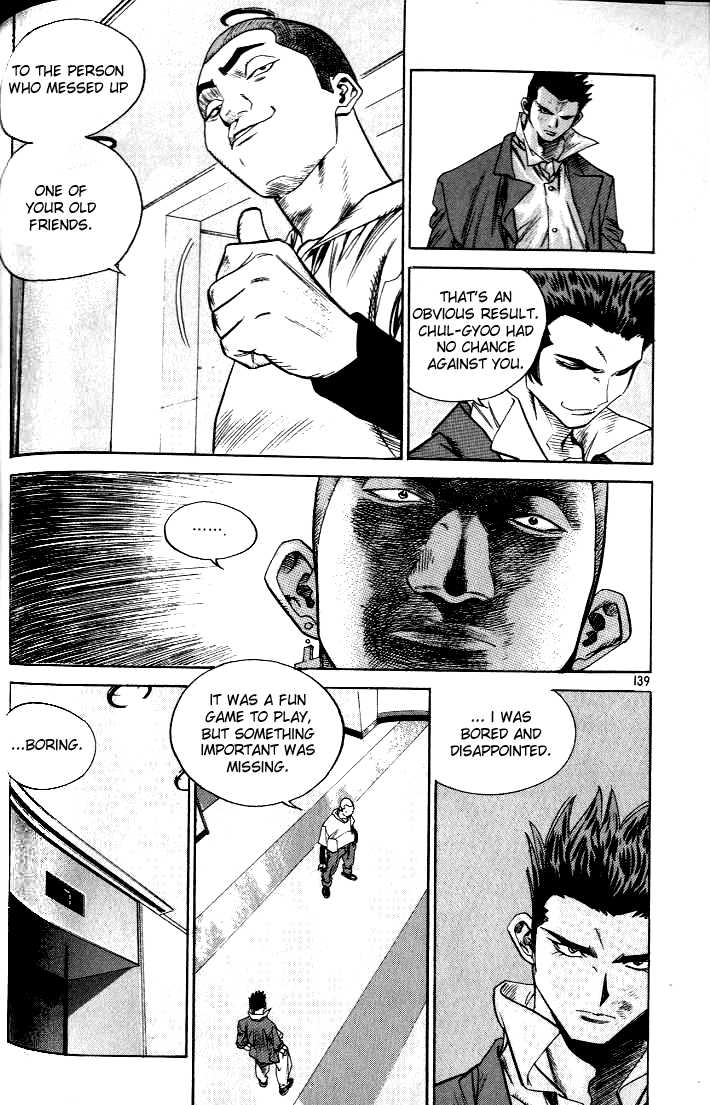 TO THE PERSON
WHO MESSED UP
ONE OF
YOUR OLD
FRIENDS.
THAT'S AN
OBVIOUS RESULT.
CHUL-GYOO HAD
NO CHANCE
AGAINST YOU.
.......
139
...BORING.
IT WAS A FUN
GAME TO PLAY,
BUT SOMETHING
IMPORTANT WAS
MISSING.
... I WAS
BORED AND
DISAPPOINTED.